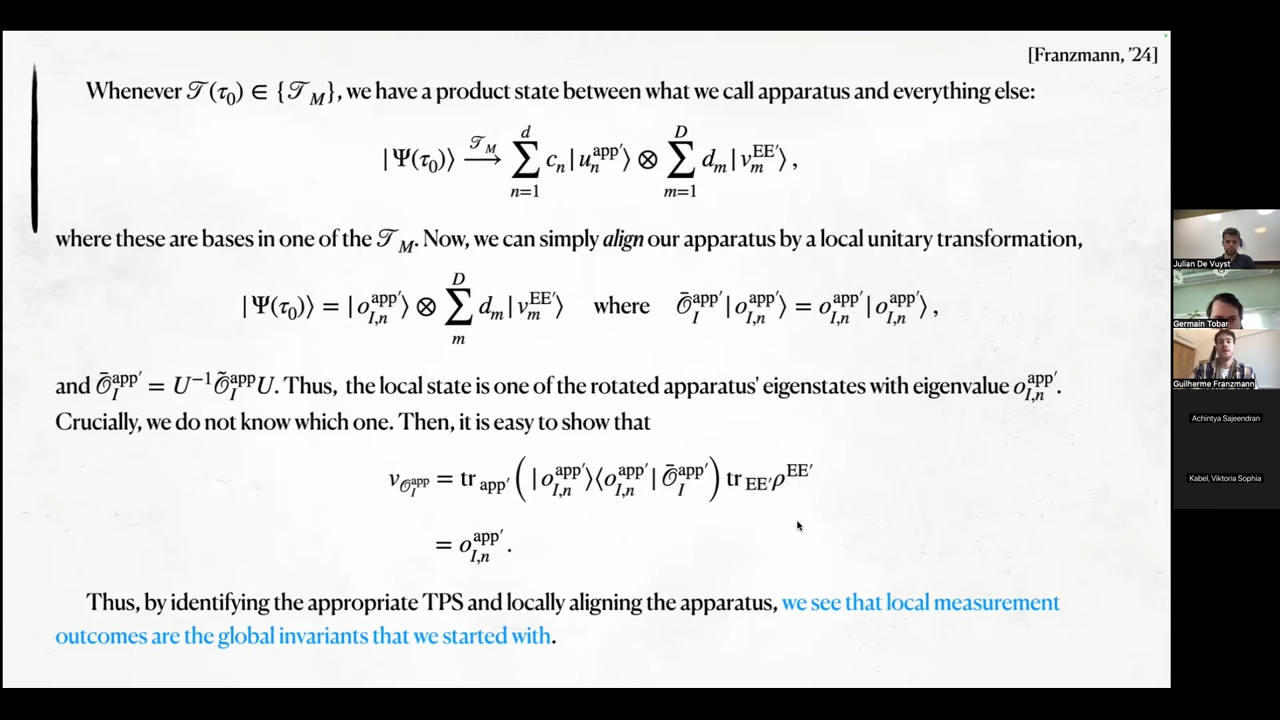 [Franzmann, '24]
Whenever 𝒯(τ₀) ∈ {𝒯_M}, we have a product state between what we call apparatus and everything else:
|Ψ(τ₀)⟩ →^{𝒯_M} ∑_{n=1}^{d} c_n |u_n^{app′}⟩ ⊗ ∑_{m=1}^{D} d_m |v_m^{EE′}⟩ ,
where these are bases in one of the 𝒯_M. Now, we can simply align our apparatus by a local unitary transformation,
|Ψ(τ₀)⟩ = |o_{I,n}^{app′}⟩ ⊗ ∑_{m}^{D} d_m |v_m^{EE′}⟩ where 𝒪̄_I^{app′} |o_{I,n}^{app′}⟩ = o_{I,n}^{app′} |o_{I,n}^{app′}⟩ ,
and 𝒪̄_I^{app′} = U⁻¹𝒪̃_I^{app}U. Thus, the local state is one of the rotated apparatus' eigenstates with eigenvalue o_{I,n}^{app′}.
Crucially, we do not know which one. Then, it is easy to show that
v_{𝒪_I^{app}} = tr_{app′} ( |o_{I,n}^{app′}⟩⟨o_{I,n}^{app′}| 𝒪̄_I^{app′} ) tr_{EE′} ρ^{EE′}
= o_{I,n}^{app′} .
Thus, by identifying the appropriate TPS and locally aligning the apparatus, we see that local measurement
outcomes are the global invariants that we started with.
Julian De Vuyst
Germain Tobar
Guilherme Franzmann
Achintya Sajeendran
Kabel, Viktoria Sophia